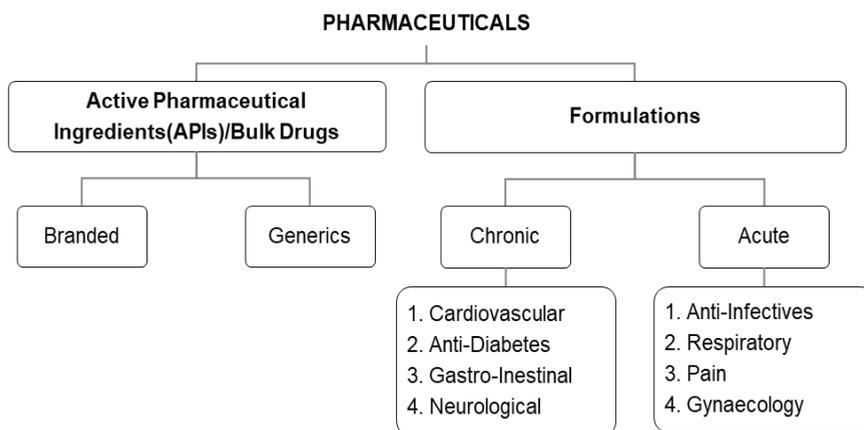 PHARMACEUTICALS
Active Pharmaceutical
Ingredients(APIs)/Bulk Drugs
Formulations
Branded
Generics
Chronic
Acute
1. Cardiovascular
2. Anti-Diabetes
3. Gastro-Inestinal
4. Neurological
1. Anti-Infectives
2. Respiratory
3. Pain
4. Gynaecology